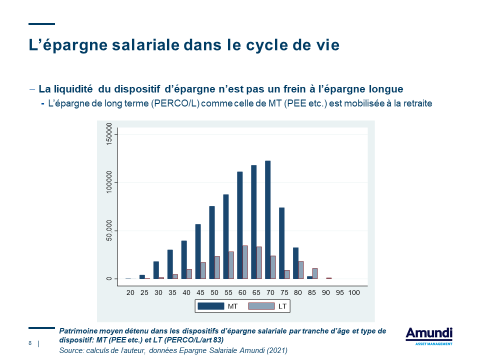 L'épargne salariale dans le cycle de vie
– La liquidité du dispositif d'épargne n'est pas un frein à l'épargne longue
- L'épargne de long terme (PERCO/L) comme celle de MT (PEE etc.) est mobilisée à la retraite
150000
100000
50.000
0
20 25 30 35 40 45 50 55 60 65 70 75 80 85 90 95 100
MT LT
Patrimoine moyen détenu dans les dispositifs d'épargne salariale par tranche d'âge et type de
dispositif: MT (PEE etc.) et LT (PERCO/L/art 83)
Source: calculs de l'auteur, données Epargne Salariale Amundi (2021)
8 |
Amundi
ASSET MANAGEMENT